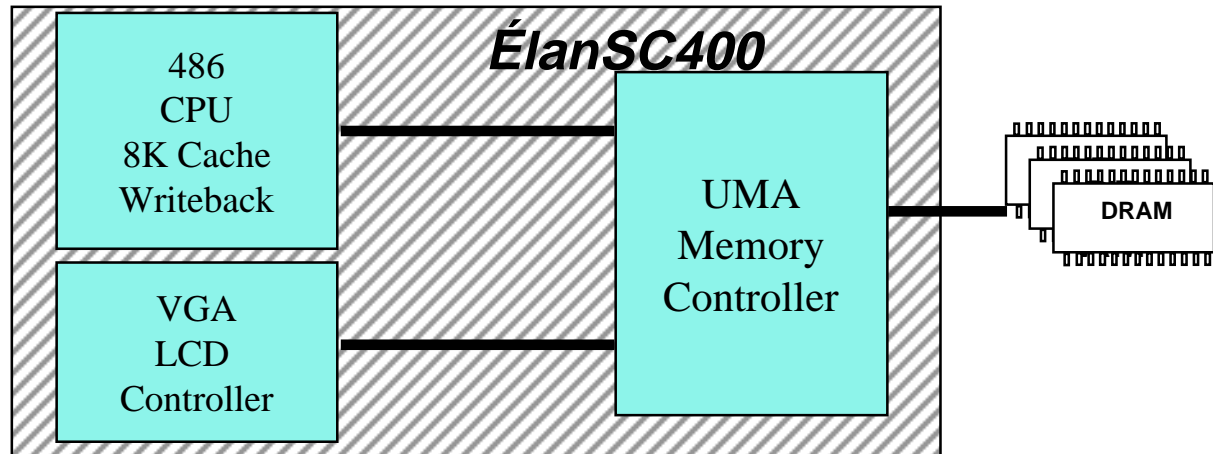 ÉlanSC400
486
CPU
8K Cache
Writeback
UMA
Memory
Controller
DRAM
VGA
LCD
Controller